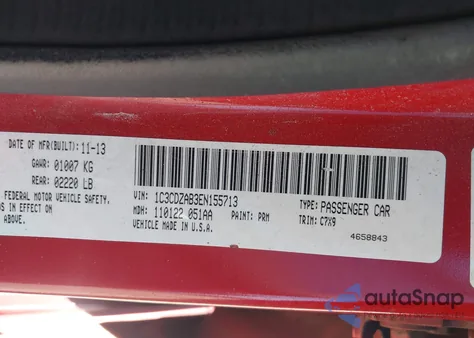 DATE OF MFR(BUILT): 11-13
GAWR: 01007 KG
REAR: 02220 LB
FEDERAL MOTOR VEHICLE SAFETY,
S IN EFFECT ON
ABOVE.
VIN: 1C3CDZAB3EN155713
TYPE: PASSENGER CAR
MDH: 110122 051AA
PAINT: PRM
TRIM: C7X9
VEHICLE MADE IN U.S.A.
4658843
autoSnap